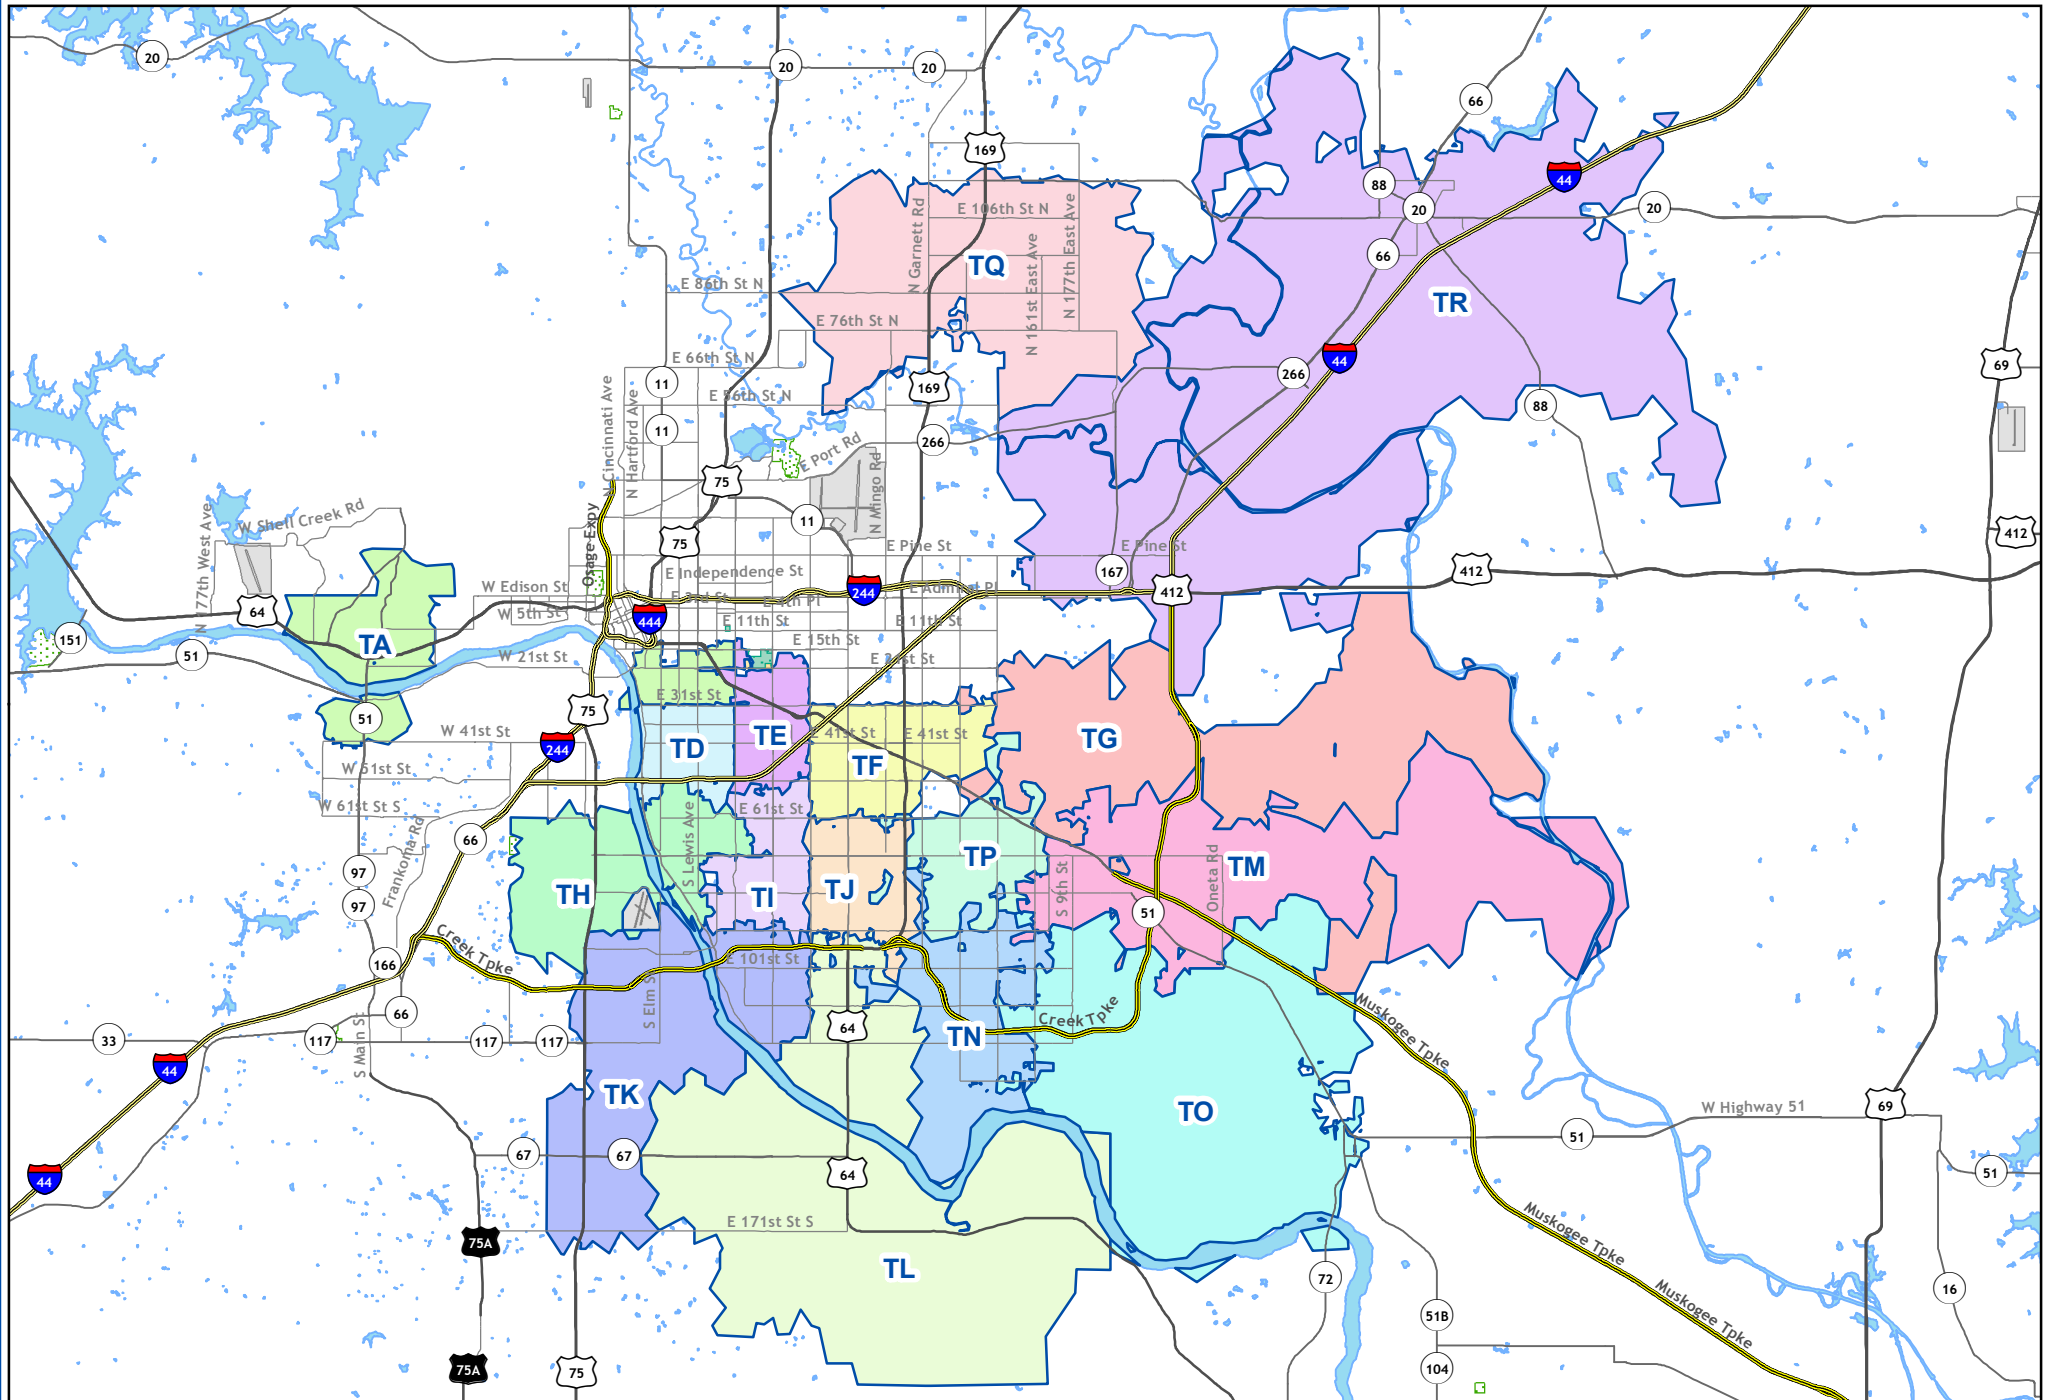 20
20
20
66
169
88
44
20
20
E 106th St N
N Garnett Rd
N 177th East Ave
N 161st East Ave
TQ
66
E 86th St N
TR
E 76th St N
E 66th St N
44
69
11
169
266
N Cincinnati Ave
N Hartford Ave
E 56th St N
88
11
266
E Port Rd
75
N Mingo Rd
W Shell Creek Rd
N 177th West Ave
Osage Expy
11
412
75
E Pine St
E Pine St
E Independence St
167
412
W Edison St
244
E Admiral Pl
412
64
W 5th St
E 3rd St
E 4th Pl
444
E 11th St
E 11th St
151
TA
E 15th St
51
W 21st St
E 31st St
51
75
W 41st St
TD
TE
E 41st St
E 41st St
TG
244
W 51st St
TF
W 61st St S
E 61st St
Frankoma Rd
66
S Lewis Ave
TP
TM
97
S 9th St
Oneta Rd
TH
TI
TJ
97
51
Creek Tpke
166
E 101st St
S Elm St
66
Creek Tpke
Muskogee Tpke
33
117
117
117
64
TN
S Main St
44
TK
TO
W Highway 51
69
51
67
67
64
51
44
E 171st St S
Muskogee Tpke
75A
TL
72
16
Muskogee Tpke
51B
75A
75
104